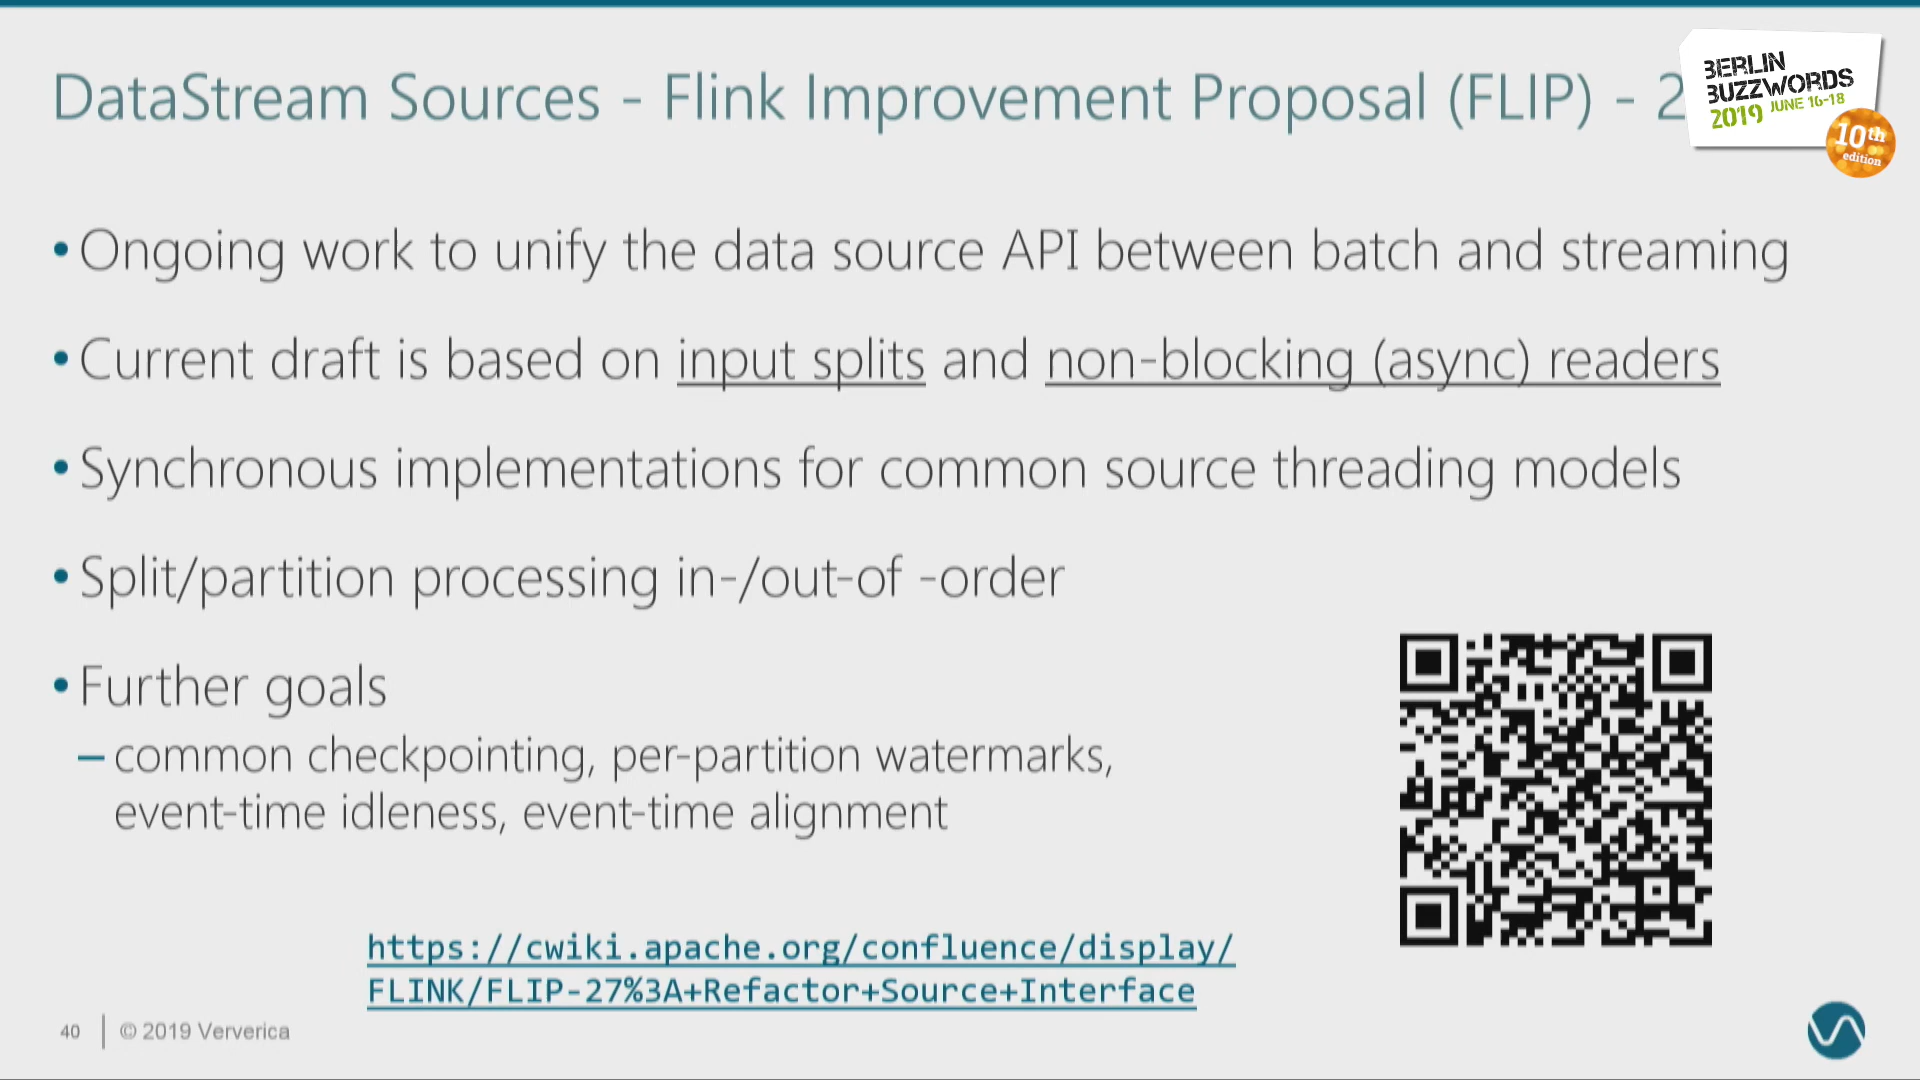 DataStream Sources - Flink Improvement Proposal (FLIP) - 2
BERLIN
BUZZWORDS
2019 JUNE 16-18
10th
edition
• Ongoing work to unify the data source API between batch and streaming
• Current draft is based on input splits and non-blocking (async) readers
• Synchronous implementations for common source threading models
• Split/partition processing in-/out-of -order
• Further goals
– common checkpointing, per-partition watermarks,
event-time idleness, event-time alignment
https://cwiki.apache.org/confluence/display/
FLINK/FLIP-27%3A+Refactor+Source+Interface
40 | © 2019 Ververica